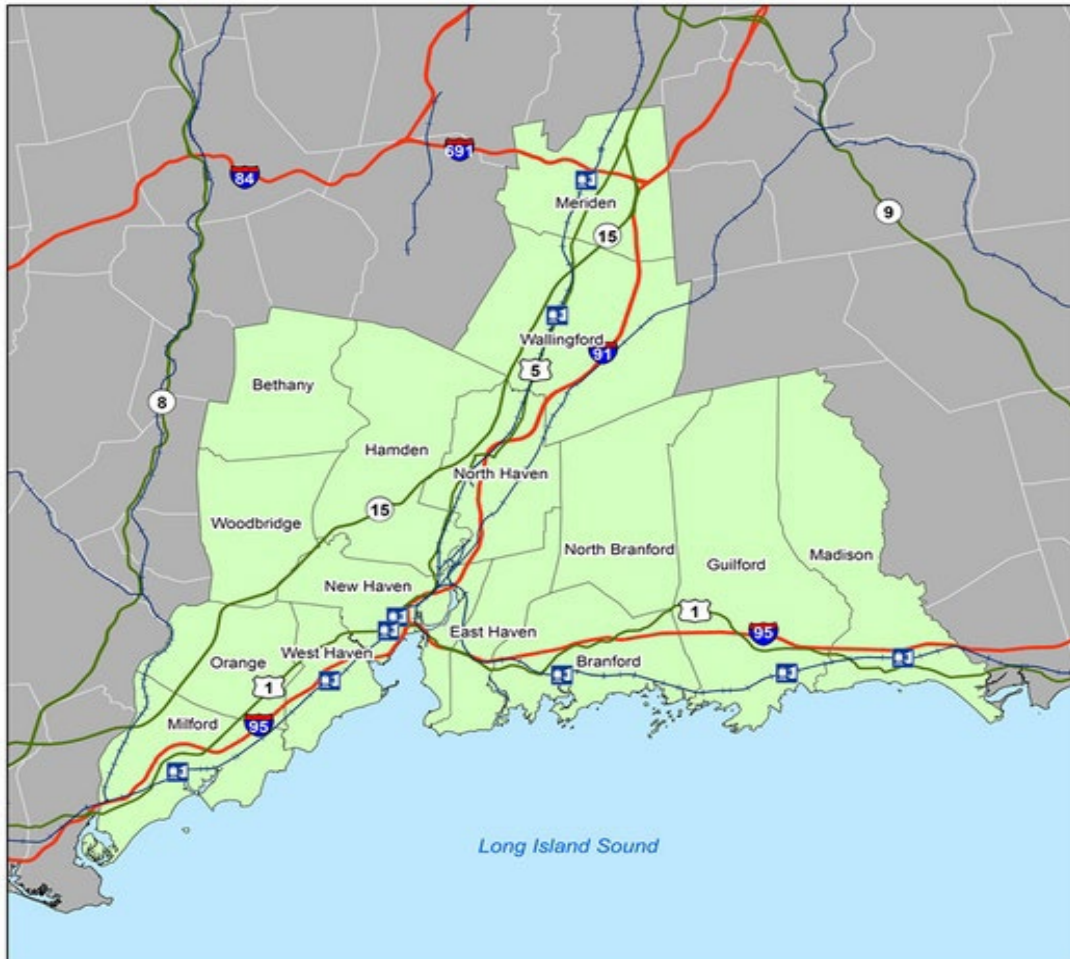 691
84
Meriden
9
15
Wallingford
91
5
Bethany
8
Hamden
North Haven
15
Woodbridge
North Branford
Madison
Guilford
New Haven
1
East Haven
95
West Haven
Orange
Branford
1
Milford
95
Long Island Sound